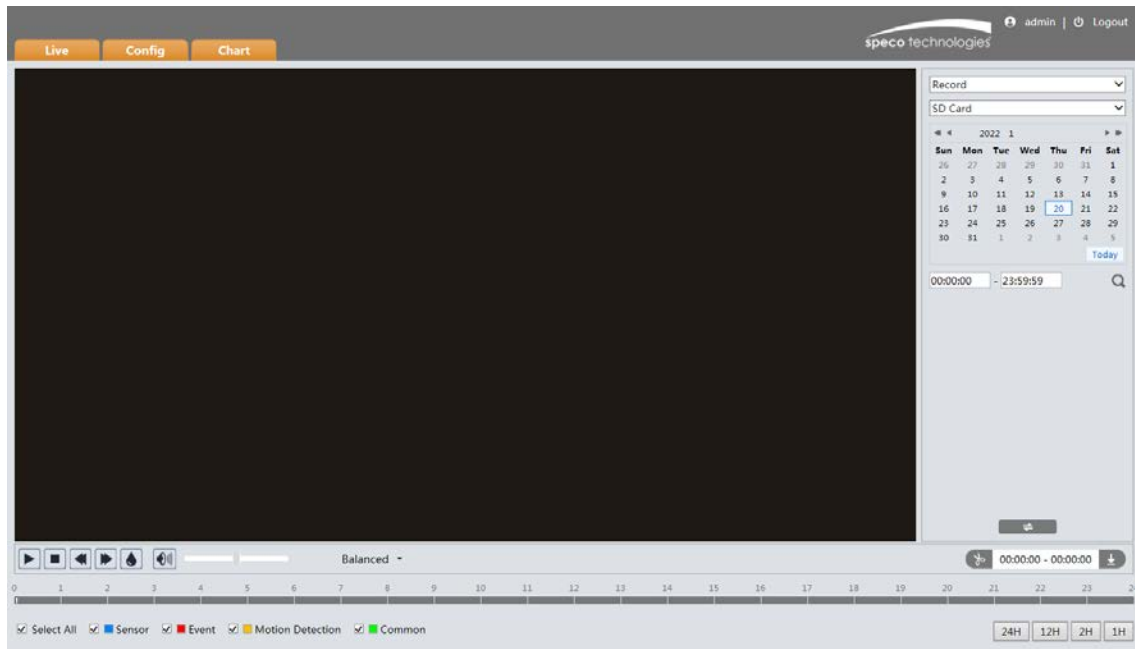 admin | Logout
Live Config Chart
speco technologies
Record
SD Card
2022 1
Sun Mon Tue Wed Thu Fri Sat
26 27 28 29 30 31 1
2 3 4 5 6 7 8
9 10 11 12 13 14 15
16 17 18 19 20 21 22
23 24 25 26 27 28 29
30 31 1 2 3 4 5
Today
00:00:00 - 23:59:59
Balanced
00:00:00 - 00:00:00
0 1 2 3 4 5 6 7 8 9 10 11 12 13 14 15 16 17 18 19 20 21 22 23 2
Select All Sensor Event Motion Detection Common
24H 12H 2H 1H